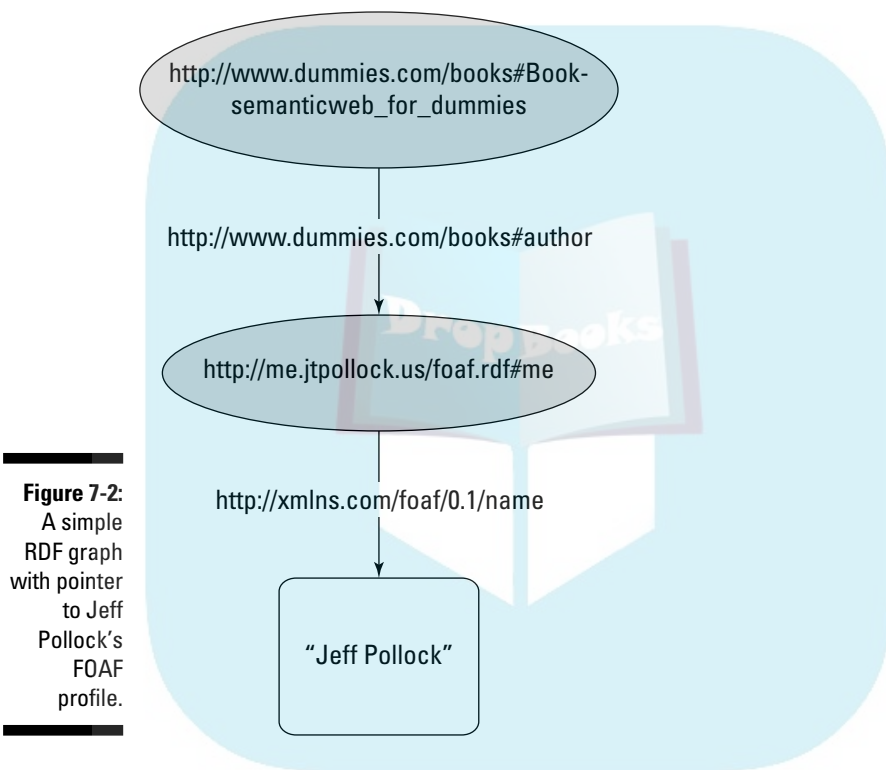 http://www.dummies.com/books#Book-
semanticweb_for_dummies
http://www.dummies.com/books#author
Drop Books
http://me.jtpollock.us/foaf.rdf#me
http://xmlns.com/foaf/0.1/name
“Jeff Pollock”
Figure 7-2:
A simple
RDF graph
with pointer
to Jeff
Pollock’s
FOAF
profile.